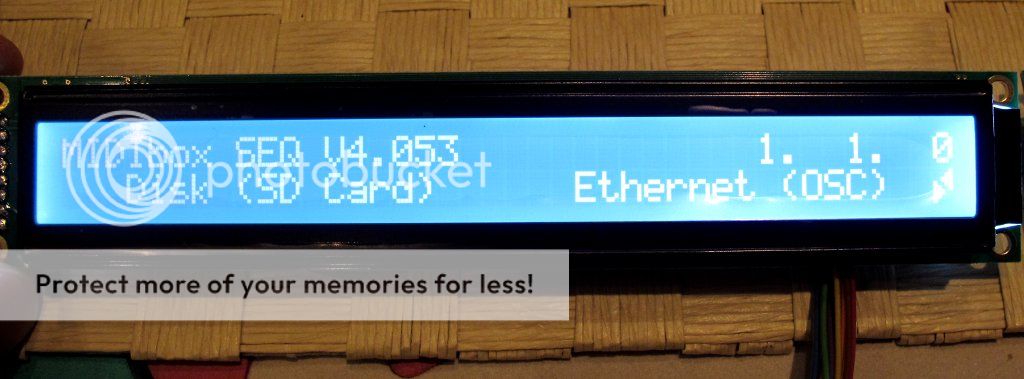 MIDIbox SEQ V4.053 1. 1. 0
Disk (SD Card) Ethernet (OSC)
photobucket
Protect more of your memories for less!